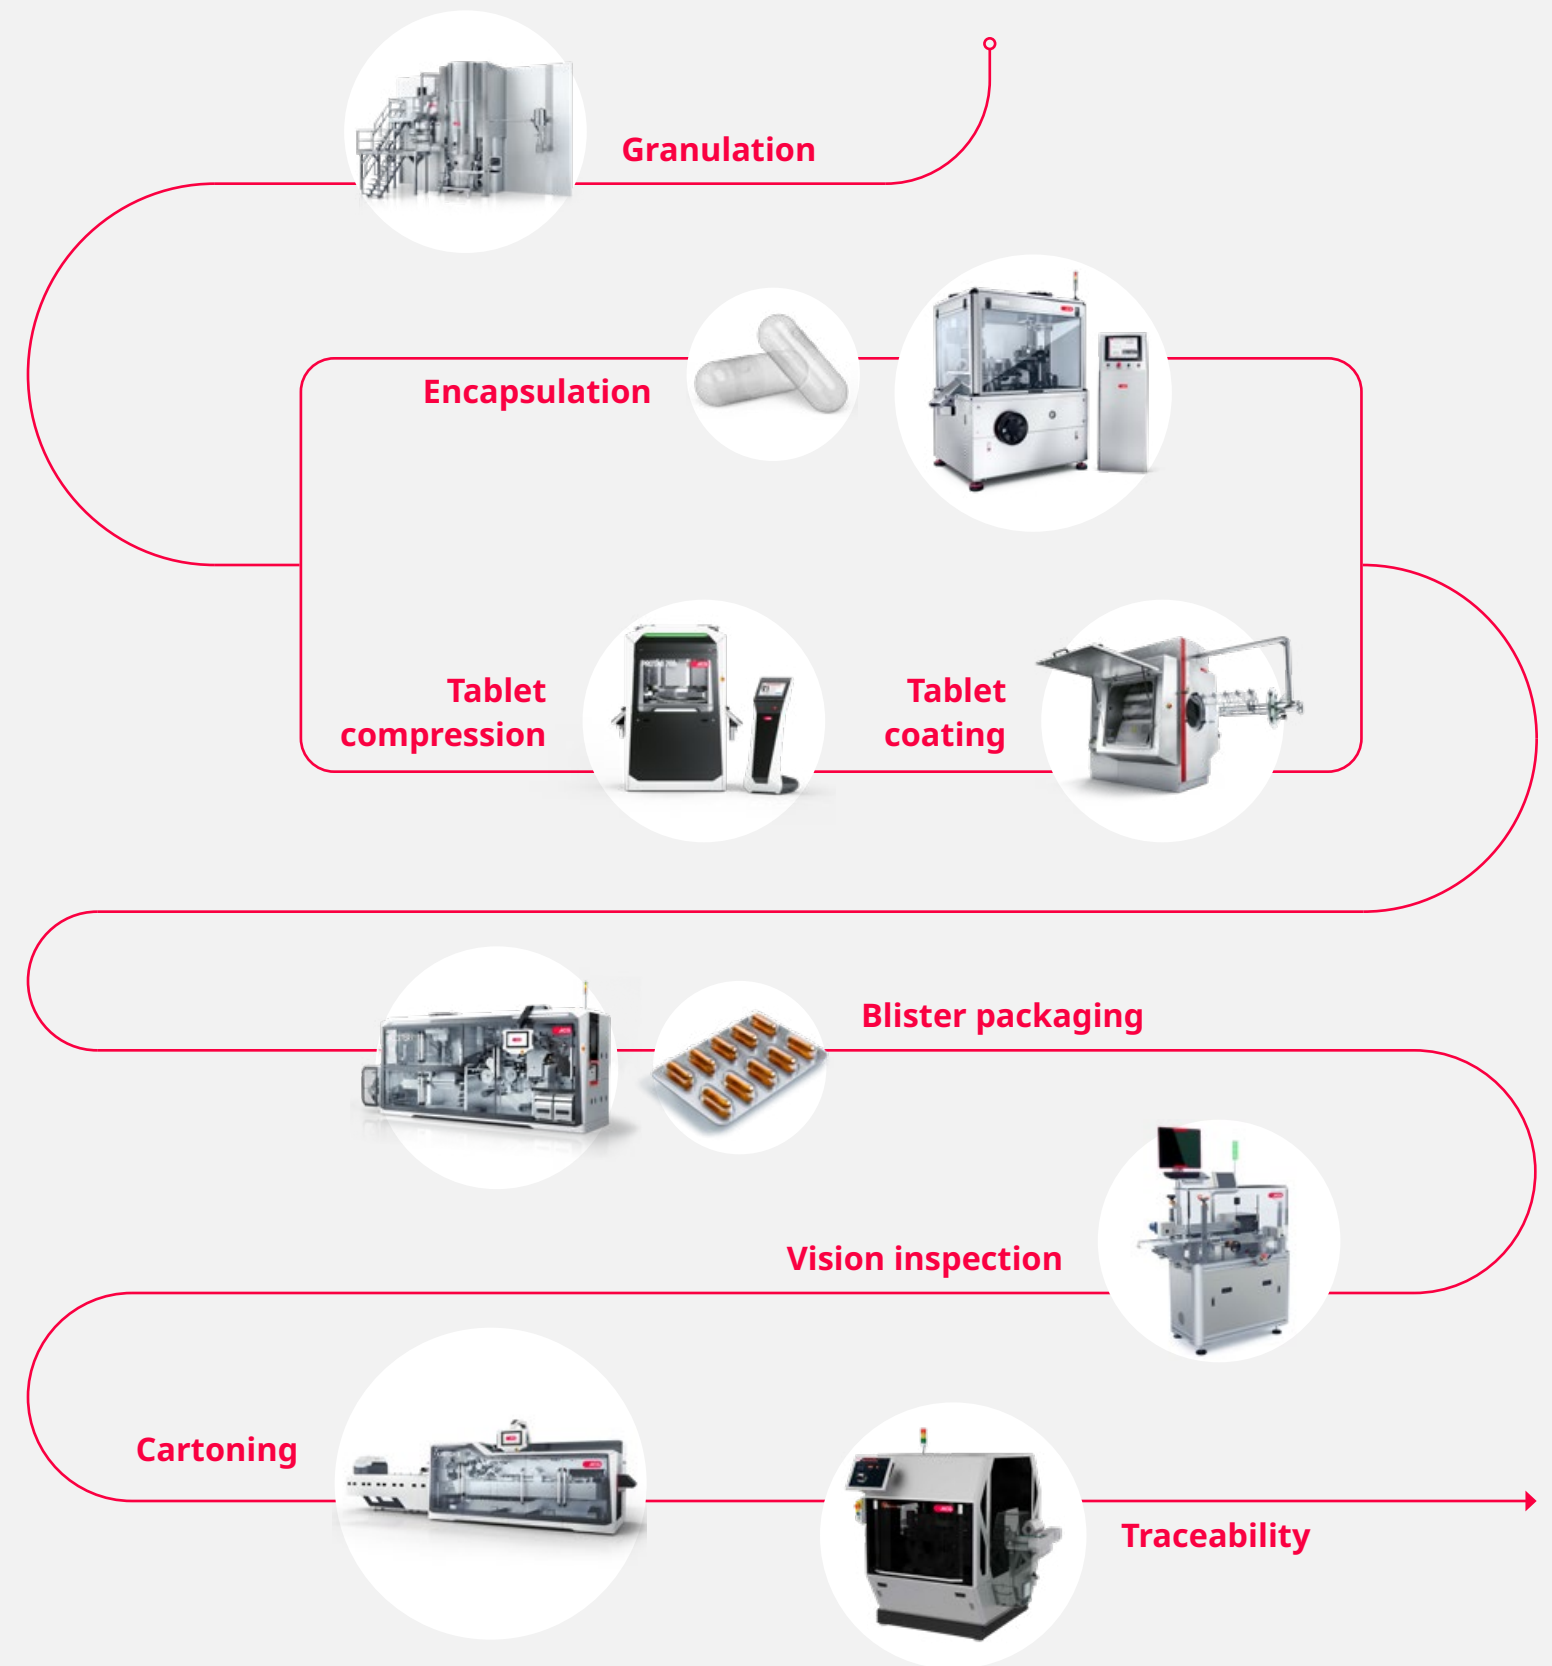 Granulation
Encapsulation
Tablet
compression
Tablet
coating
Blister packaging
Vision inspection
Cartoning
Traceability